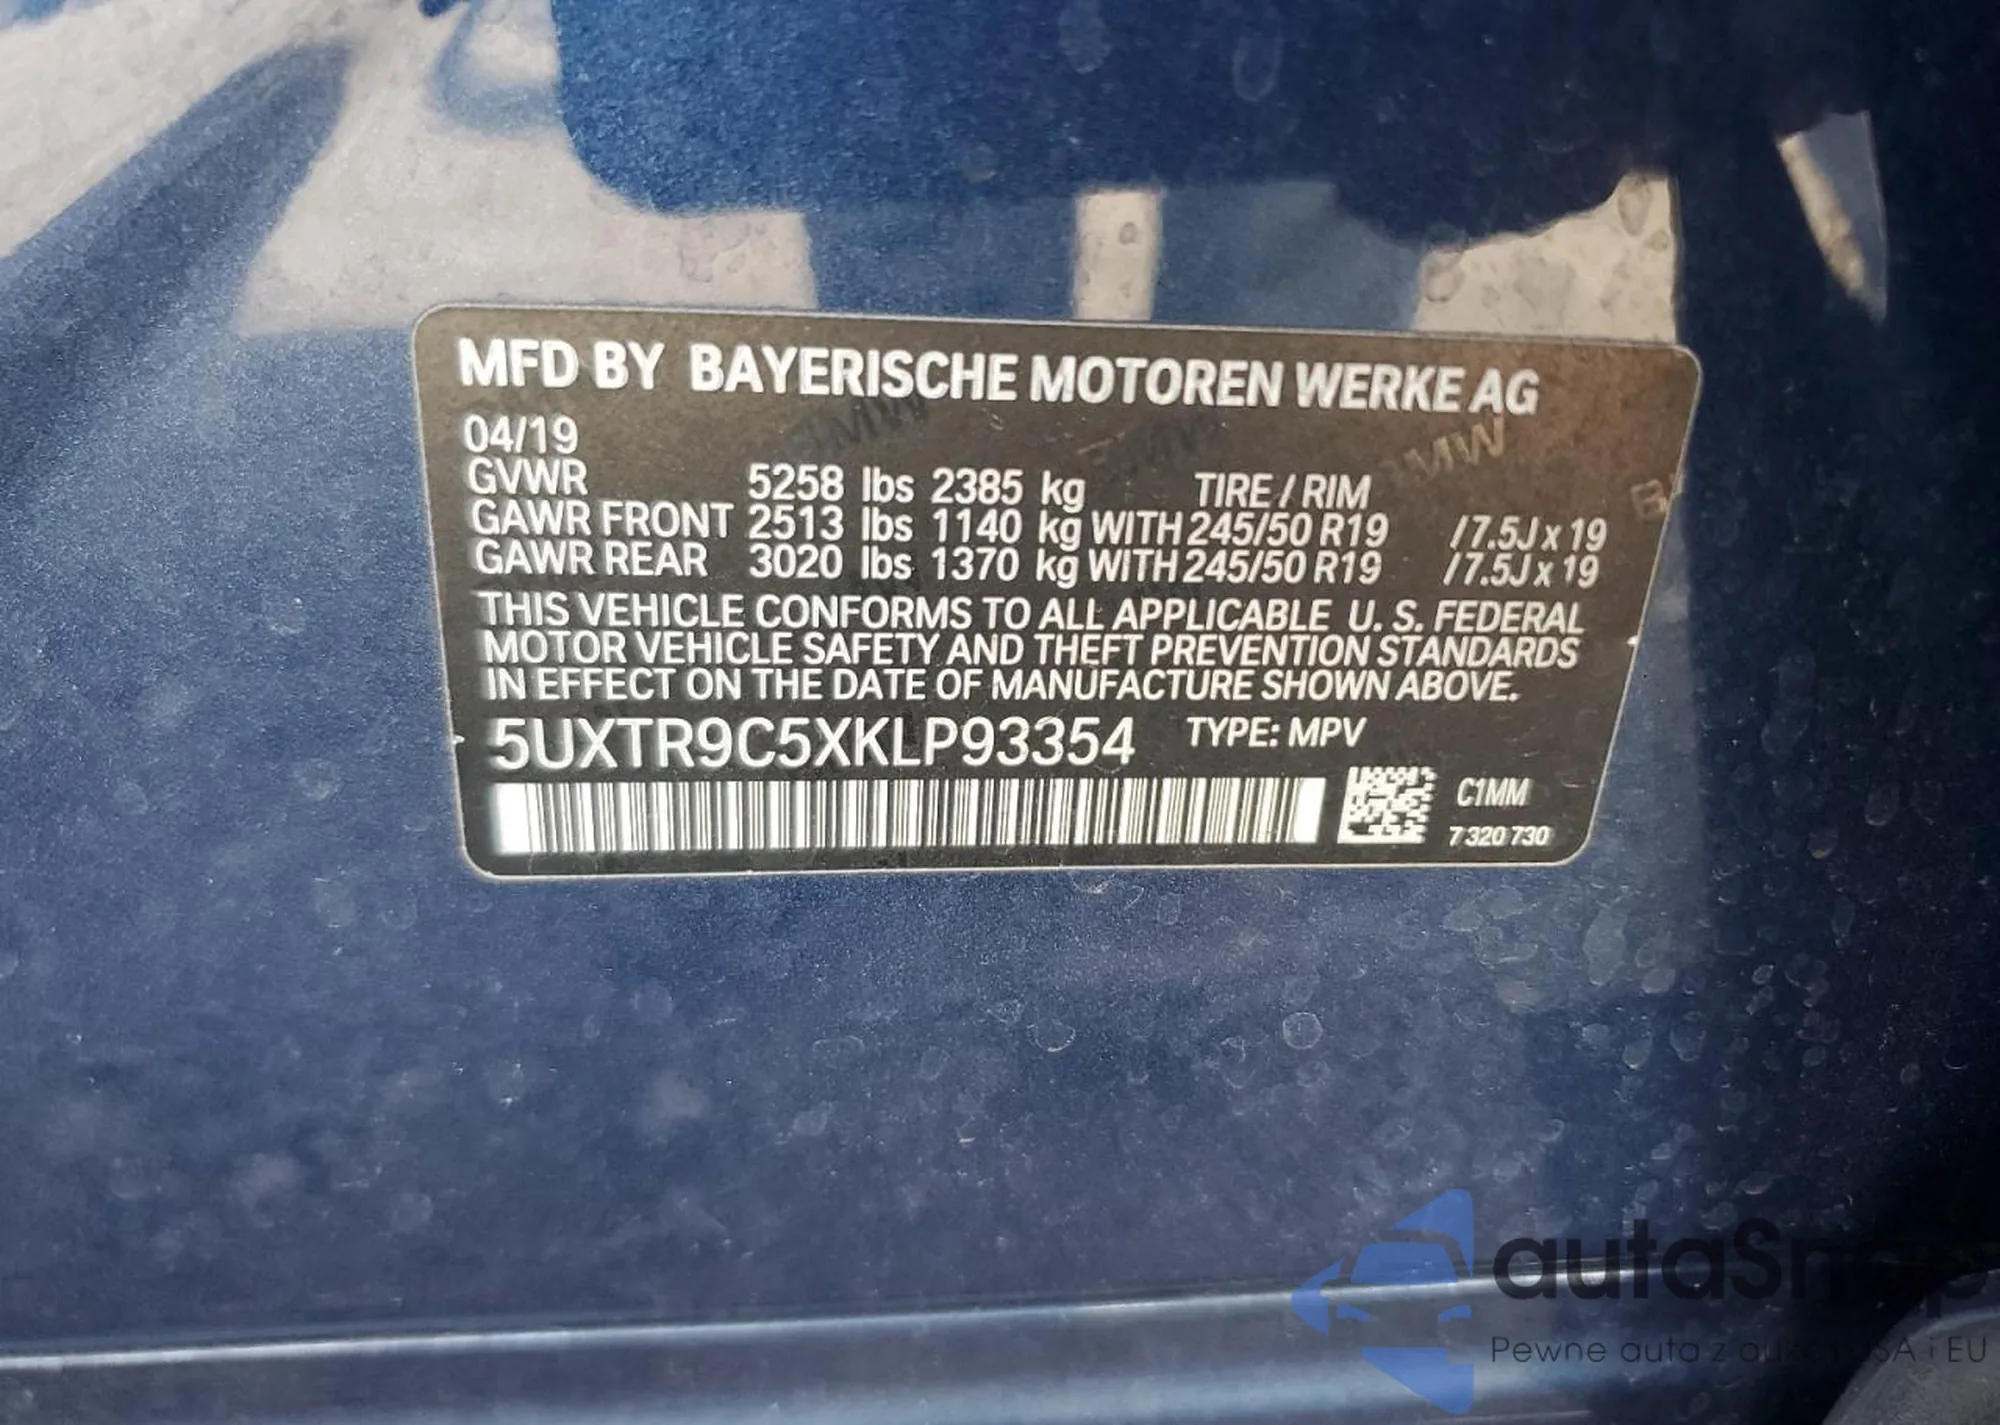 MFD BY BAYERISCHE MOTOREN WERKE AG
04/19
GVWR 5258 lbs 2385 kg TIRE / RIM
GAWR FRONT 2513 lbs 1140 kg WITH 245/50 R19 /7.5J x 19
GAWR REAR 3020 lbs 1370 kg WITH 245/50 R19 /7.5J x 19
THIS VEHICLE CONFORMS TO ALL APPLICABLE U. S. FEDERAL
MOTOR VEHICLE SAFETY AND THEFT PREVENTION STANDARDS
IN EFFECT ON THE DATE OF MANUFACTURE SHOWN ABOVE.
5UXTR9C5XKLP93354 TYPE: MPV
C1MM
7 320 730
autaSnap
Pewne auta z aukcji USA i EU